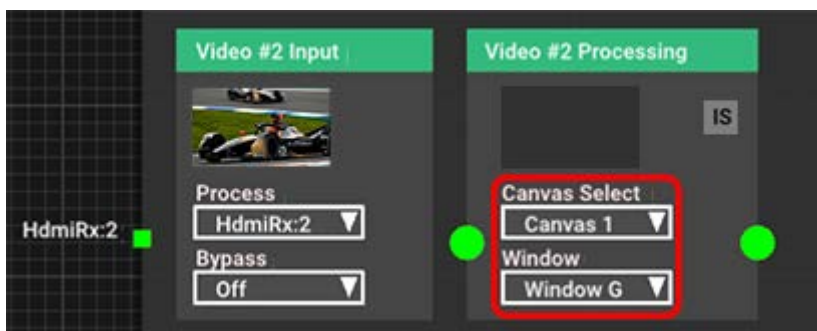 Video #2 Input
Video #2 Processing
IS
HdmiRx:2
Process
HdmiRx:2
Bypass
Off
Canvas Select
Canvas 1
Window
Window G